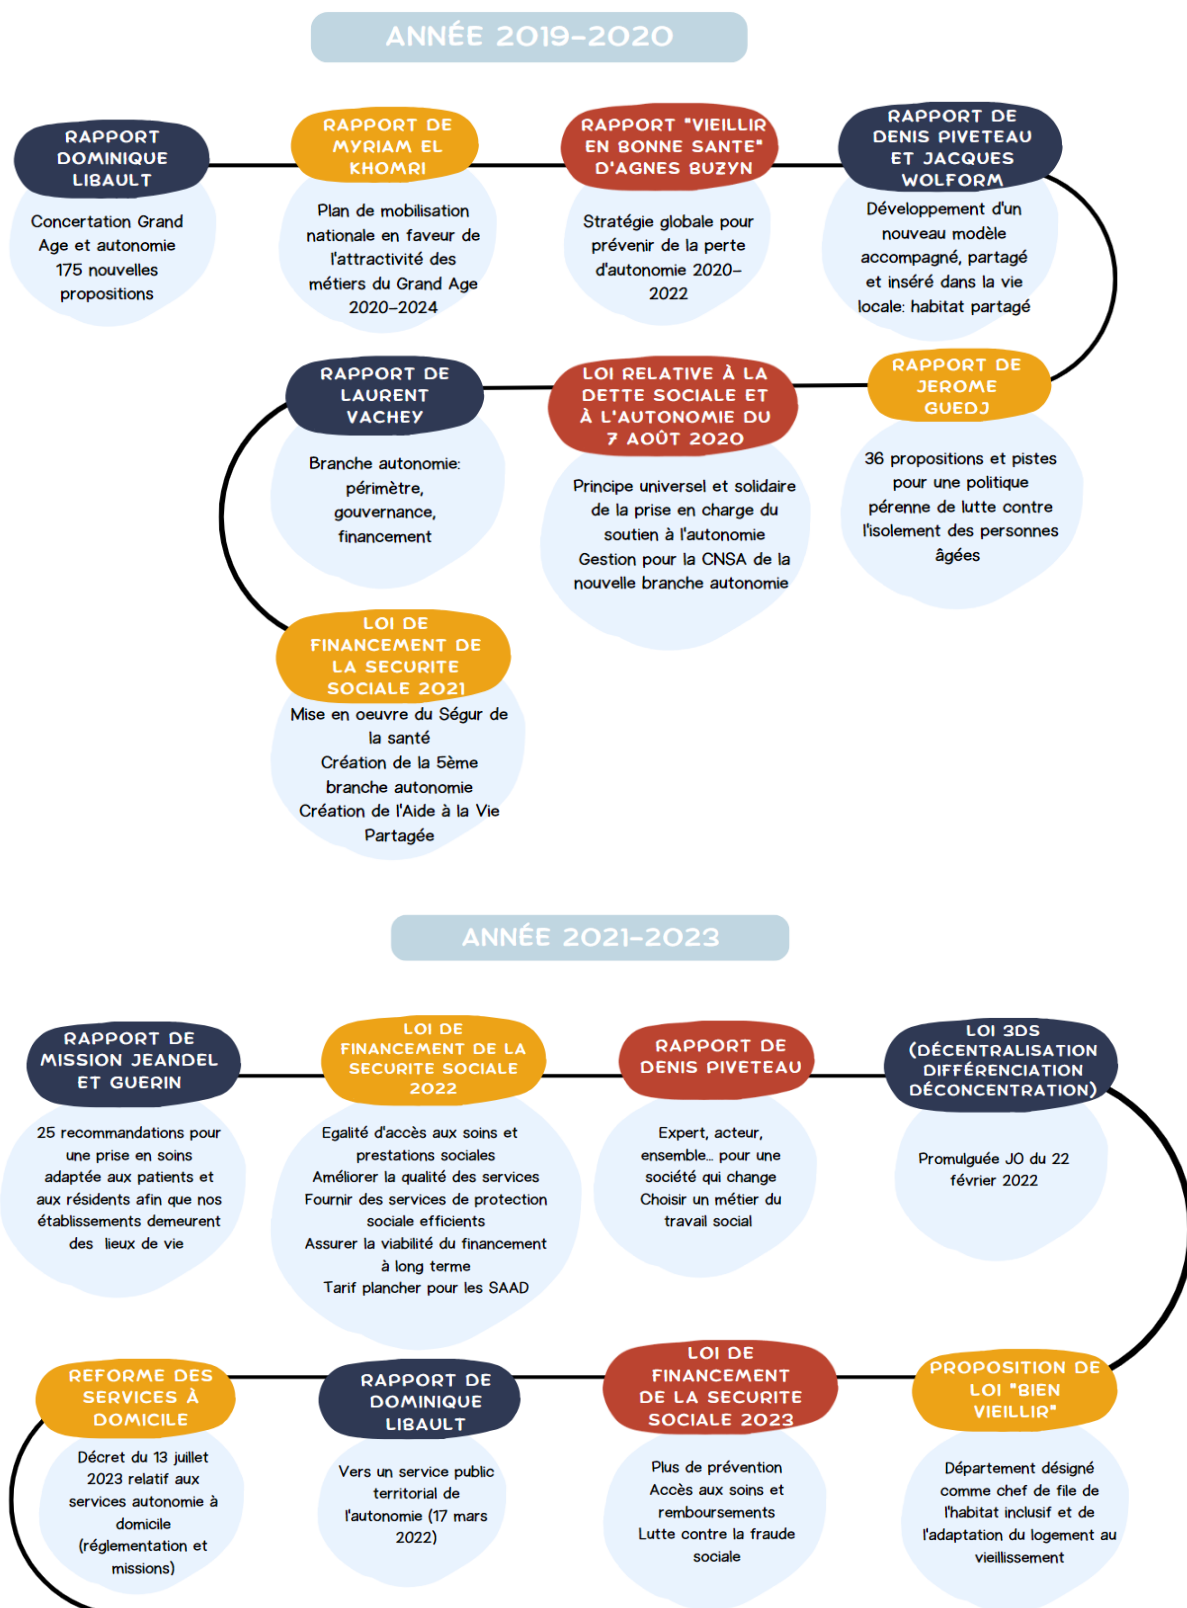 ANNÉE 2019-2020
RAPPORT
DOMINIQUE
LIBAULT
Concertation Grand
Age et autonomie
175 nouvelles
propositions
RAPPORT DE
MYRIAM EL
KHOMRI
Plan de mobilisation
nationale en faveur de
l'attractivité des
métiers du Grand Age
2020-2024
RAPPORT "VIEILLIR
EN BONNE SANTE"
D'AGNES BUZYN
Stratégie globale pour
prévenir de la perte
d'autonomie 2020-
2022
RAPPORT DE
DENIS PIVETEAU
ET JACQUES
WOLFORM
Développement d'un
nouveau modèle
accompagné, partagé
et inséré dans la vie
locale: habitat partagé
RAPPORT DE
JEROME
GUEDJ
36 propositions et pistes
pour une politique
pérenne de lutte contre
l'isolement des personnes
âgées
LOI RELATIVE À LA
DETTE SOCIALE ET
À L'AUTONOMIE DU
7 AOÛT 2020
Principe universel et solidaire
de la prise en charge du
soutien à l'autonomie
Gestion pour la CNSA de la
nouvelle branche autonomie
RAPPORT DE
LAURENT
VACHEY
Branche autonomie:
périmètre,
gouvernance,
financement
LOI DE
FINANCEMENT DE
LA SECURITE
SOCIALE 2021
Mise en oeuvre du Ségur de
la santé
Création de la 5ème
branche autonomie
Création de l'Aide à la Vie
Partagée
ANNÉE 2021-2023
RAPPORT DE
MISSION JEANDEL
ET GUERIN
25 recommandations pour
une prise en soins
adaptée aux patients et
aux résidents afin que nos
établissements demeurent
des lieux de vie
LOI DE
FINANCEMENT DE LA
SECURITE SOCIALE
2022
Egalité d'accès aux soins et
prestations sociales
Améliorer la qualité des services
Fournir des services de protection
sociale efficients
Assurer la viabilité du financement
à long terme
Tarif plancher pour les SAAD
RAPPORT DE
DENIS PIVETEAU
Expert, acteur,
ensemble... pour une
société qui change
Choisir un métier du
travail social
LOI 3DS
(DÉCENTRALISATION
DIFFÉRENCIATION
DÉCONCENTRATION)
Promulguée JO du 22
février 2022
PROPOSITION DE
LOI "BIEN
VIEILLIR"
Département désigné
comme chef de file de
l'habitat inclusif et de
l'adaptation du logement au
vieillissement
LOI DE
FINANCEMENT
DE LA SECURITE
SOCIALE 2023
Plus de prévention
Accès aux soins et
remboursements
Lutte contre la fraude
sociale
RAPPORT DE
DOMINIQUE
LIBAULT
Vers un service public
territorial de
l'autonomie (17 mars
2022)
REFORME DES
SERVICES À
DOMICILE
Décret du 13 juillet
2023 relatif aux
services autonomie à
domicile
(réglementation et
missions)